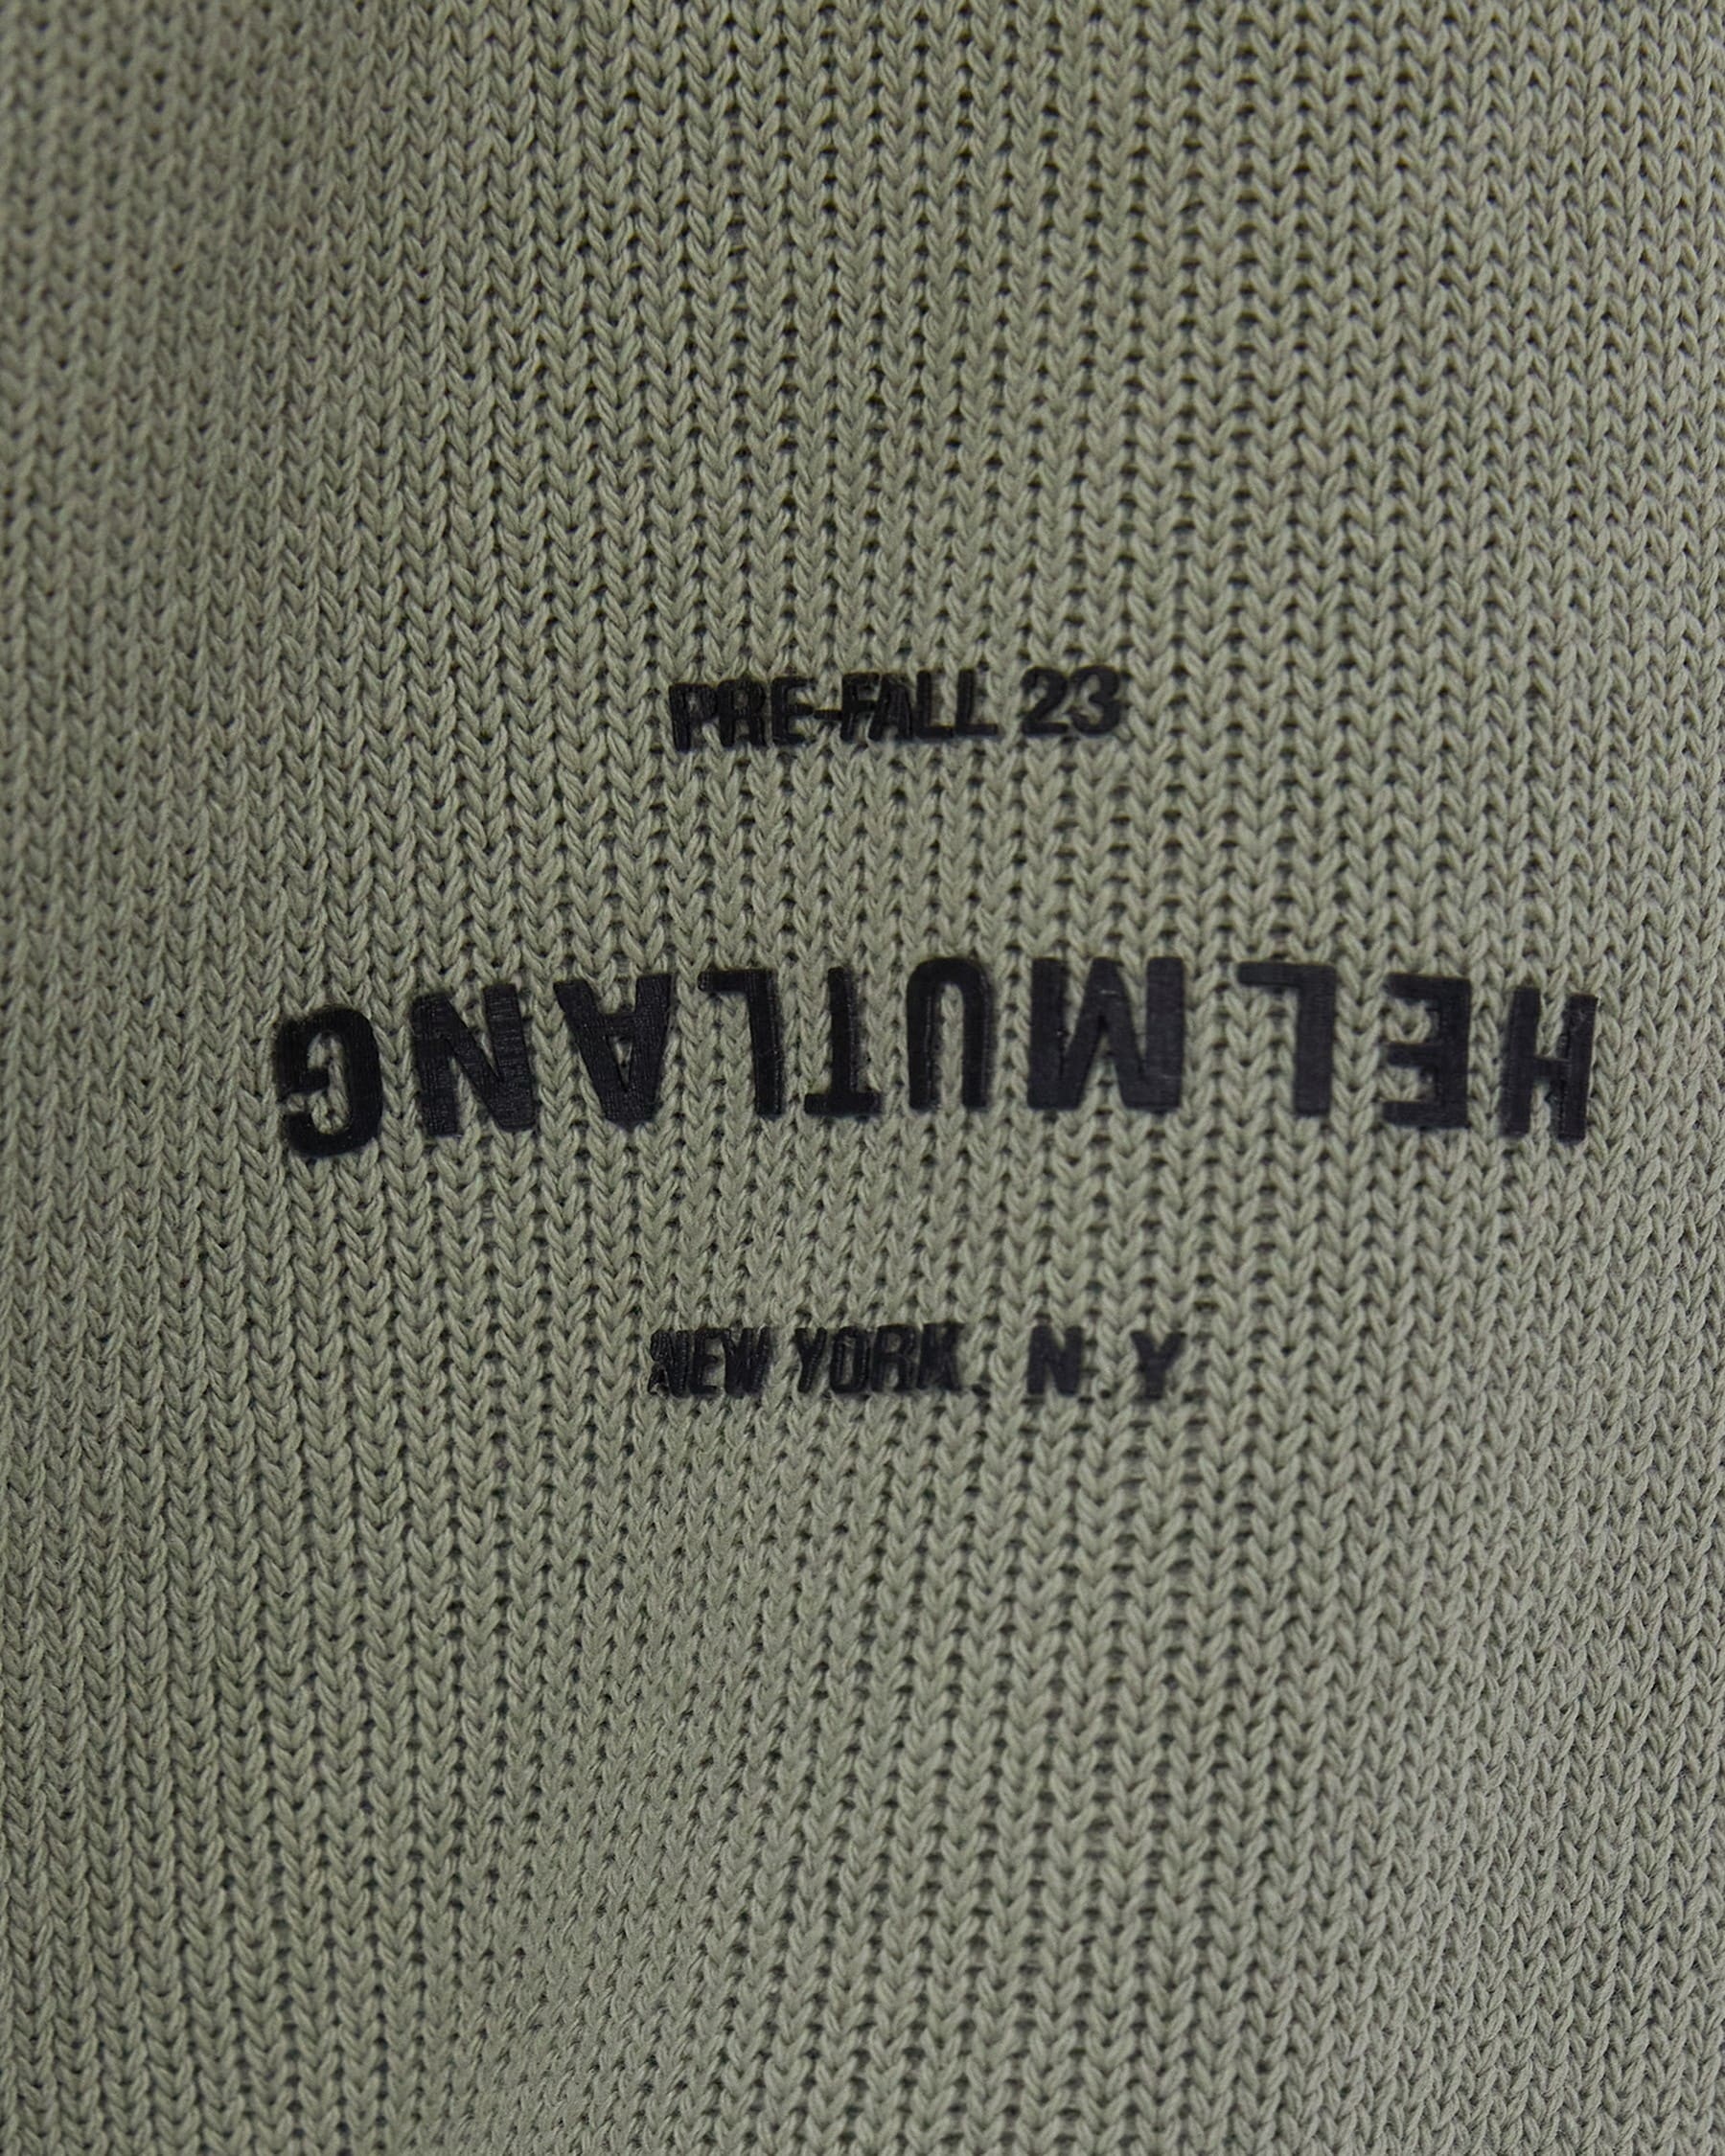 PRE-FALL 23
HELMUTLANG
NEW YORK. N.Y